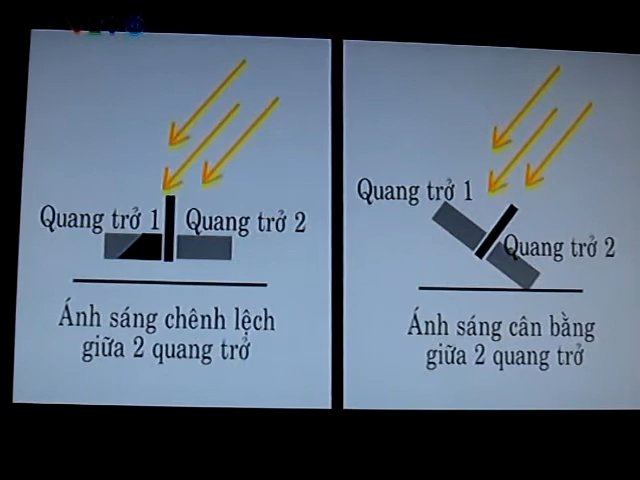 Quang trở 1
Quang trở 2
Ánh sáng chênh lệch
giữa 2 quang trở
Quang trở 1
Quang trở 2
Ánh sáng cân bằng
giữa 2 quang trở